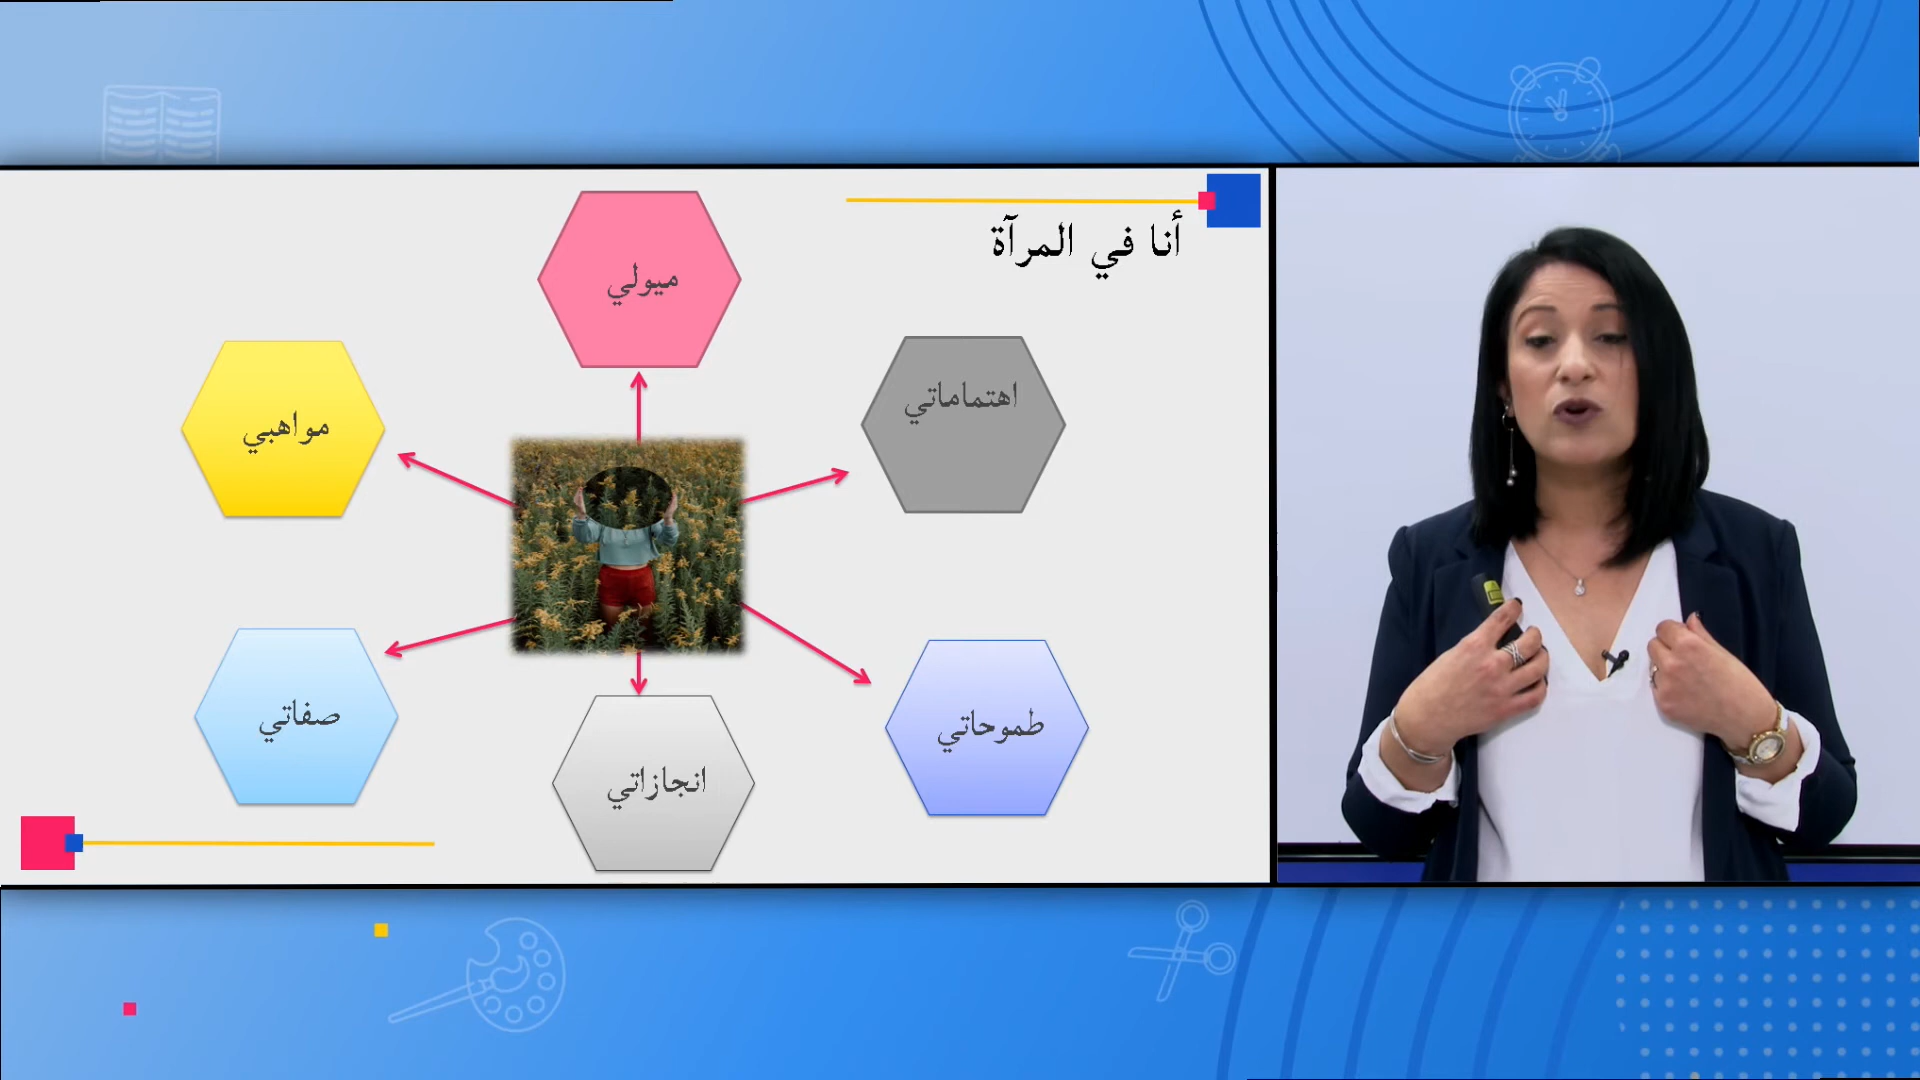 أنا في المرآة
ميولي
اهتماماتي
مواهبي
طموحاتي
صفاتي
انجازاتي